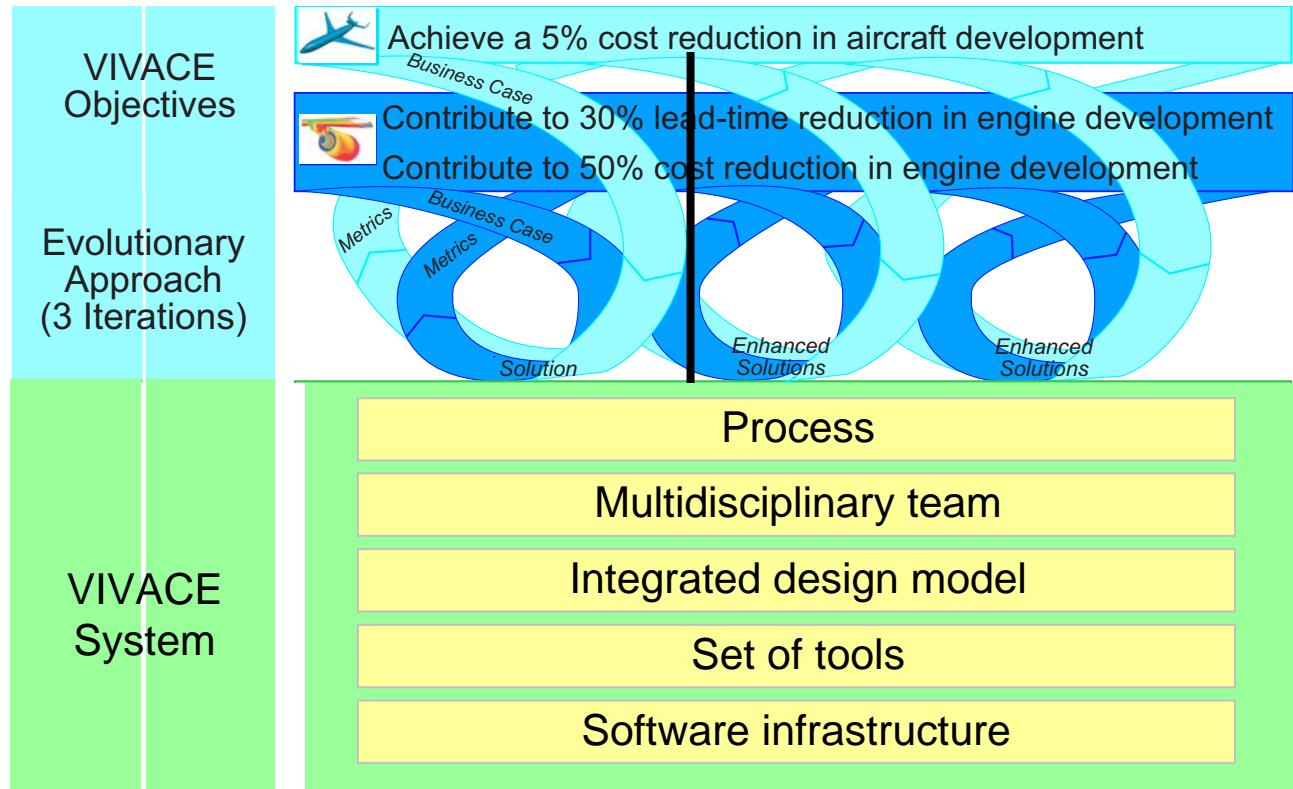 VIVACE
Objectives
Achieve a 5% cost reduction in aircraft development
Business Case
Contribute to 30% lead-time reduction in engine development
Contribute to 50% cost reduction in engine development
Evolutionary
Approach
(3 Iterations)
Metrics
Business Case
Metrics
Solution
Enhanced
Solutions
Enhanced
Solutions
VIVACE
System
Process
Multidisciplinary team
Integrated design model
Set of tools
Software infrastructure